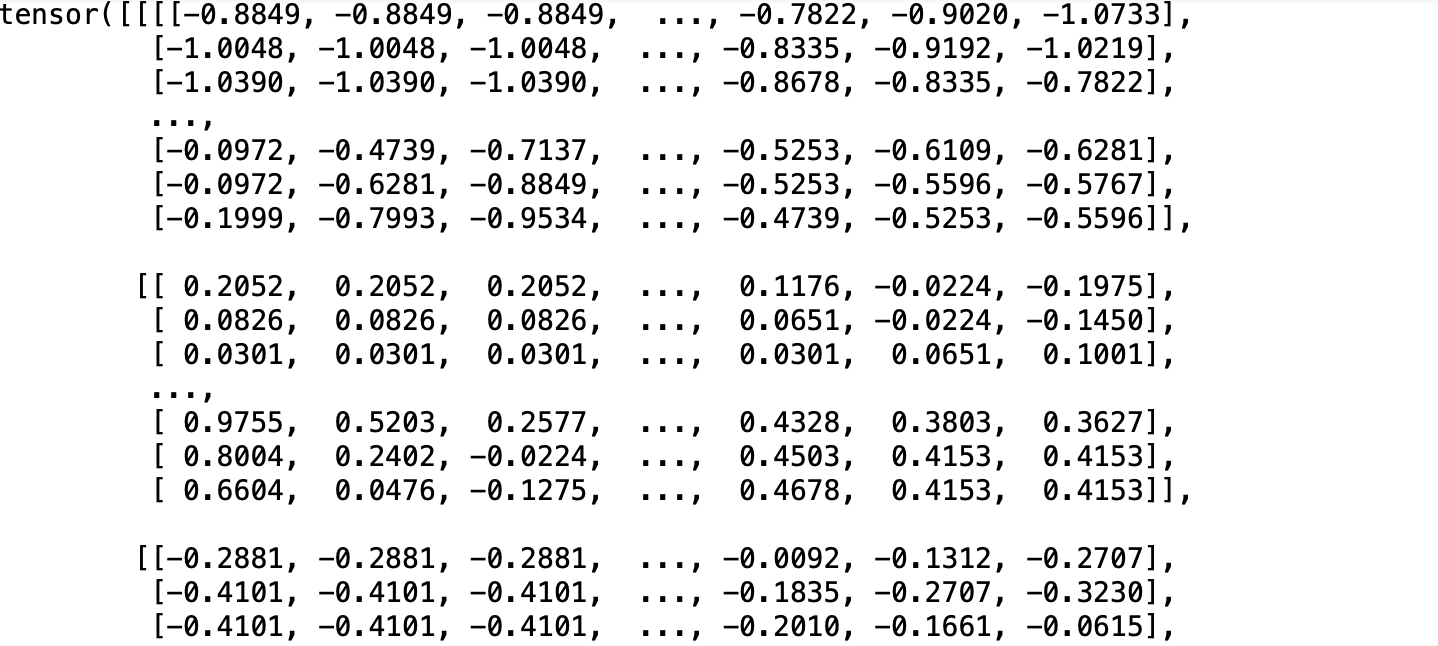 tensor([[[[-0.8849, -0.8849, -0.8849,  ..., -0.7822, -0.9020, -1.0733],
          [-1.0048, -1.0048, -1.0048,  ..., -0.8335, -0.9192, -1.0219],
          [-1.0390, -1.0390, -1.0390,  ..., -0.8678, -0.8335, -0.7822],
          ...,
          [-0.0972, -0.4739, -0.7137,  ..., -0.5253, -0.6109, -0.6281],
          [-0.0972, -0.6281, -0.8849,  ..., -0.5253, -0.5596, -0.5767],
          [-0.1999, -0.7993, -0.9534,  ..., -0.4739, -0.5253, -0.5596]],

         [[ 0.2052,  0.2052,  0.2052,  ...,  0.1176, -0.0224, -0.1975],
          [ 0.0826,  0.0826,  0.0826,  ...,  0.0651, -0.0224, -0.1450],
          [ 0.0301,  0.0301,  0.0301,  ...,  0.0301,  0.0651,  0.1001],
          ...,
          [ 0.9755,  0.5203,  0.2577,  ...,  0.4328,  0.3803,  0.3627],
          [ 0.8004,  0.2402, -0.0224,  ...,  0.4503,  0.4153,  0.4153],
          [ 0.6604,  0.0476, -0.1275,  ...,  0.4678,  0.4153,  0.4153]],

         [[-0.2881, -0.2881, -0.2881,  ..., -0.0092, -0.1312, -0.2707],
          [-0.4101, -0.4101, -0.4101,  ..., -0.1835, -0.2707, -0.3230],
          [-0.4101, -0.4101, -0.4101,  ..., -0.2010, -0.1661, -0.0615],